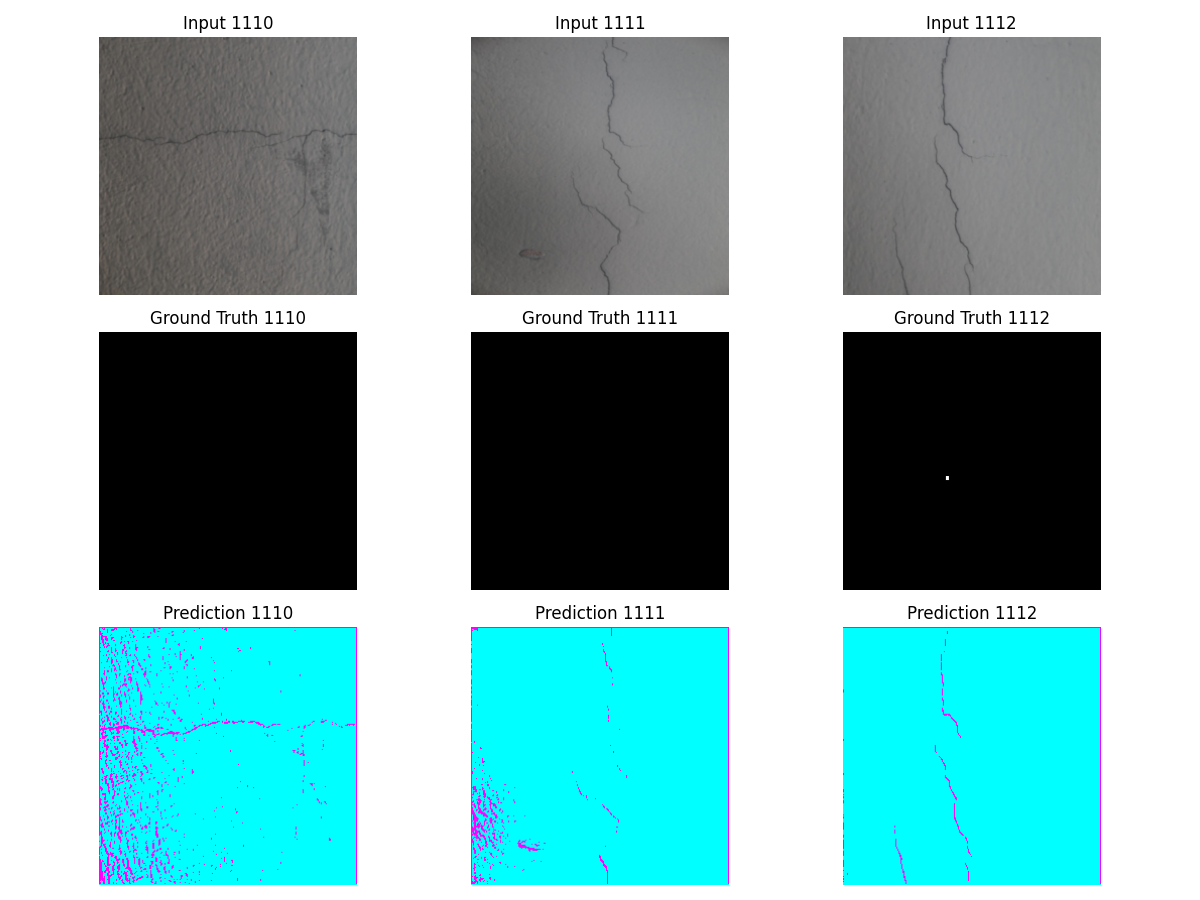 Input 1110
Input 1111
Input 1112
Ground Truth 1110
Ground Truth 1111
Ground Truth 1112
Prediction 1110
Prediction 1111
Prediction 1112